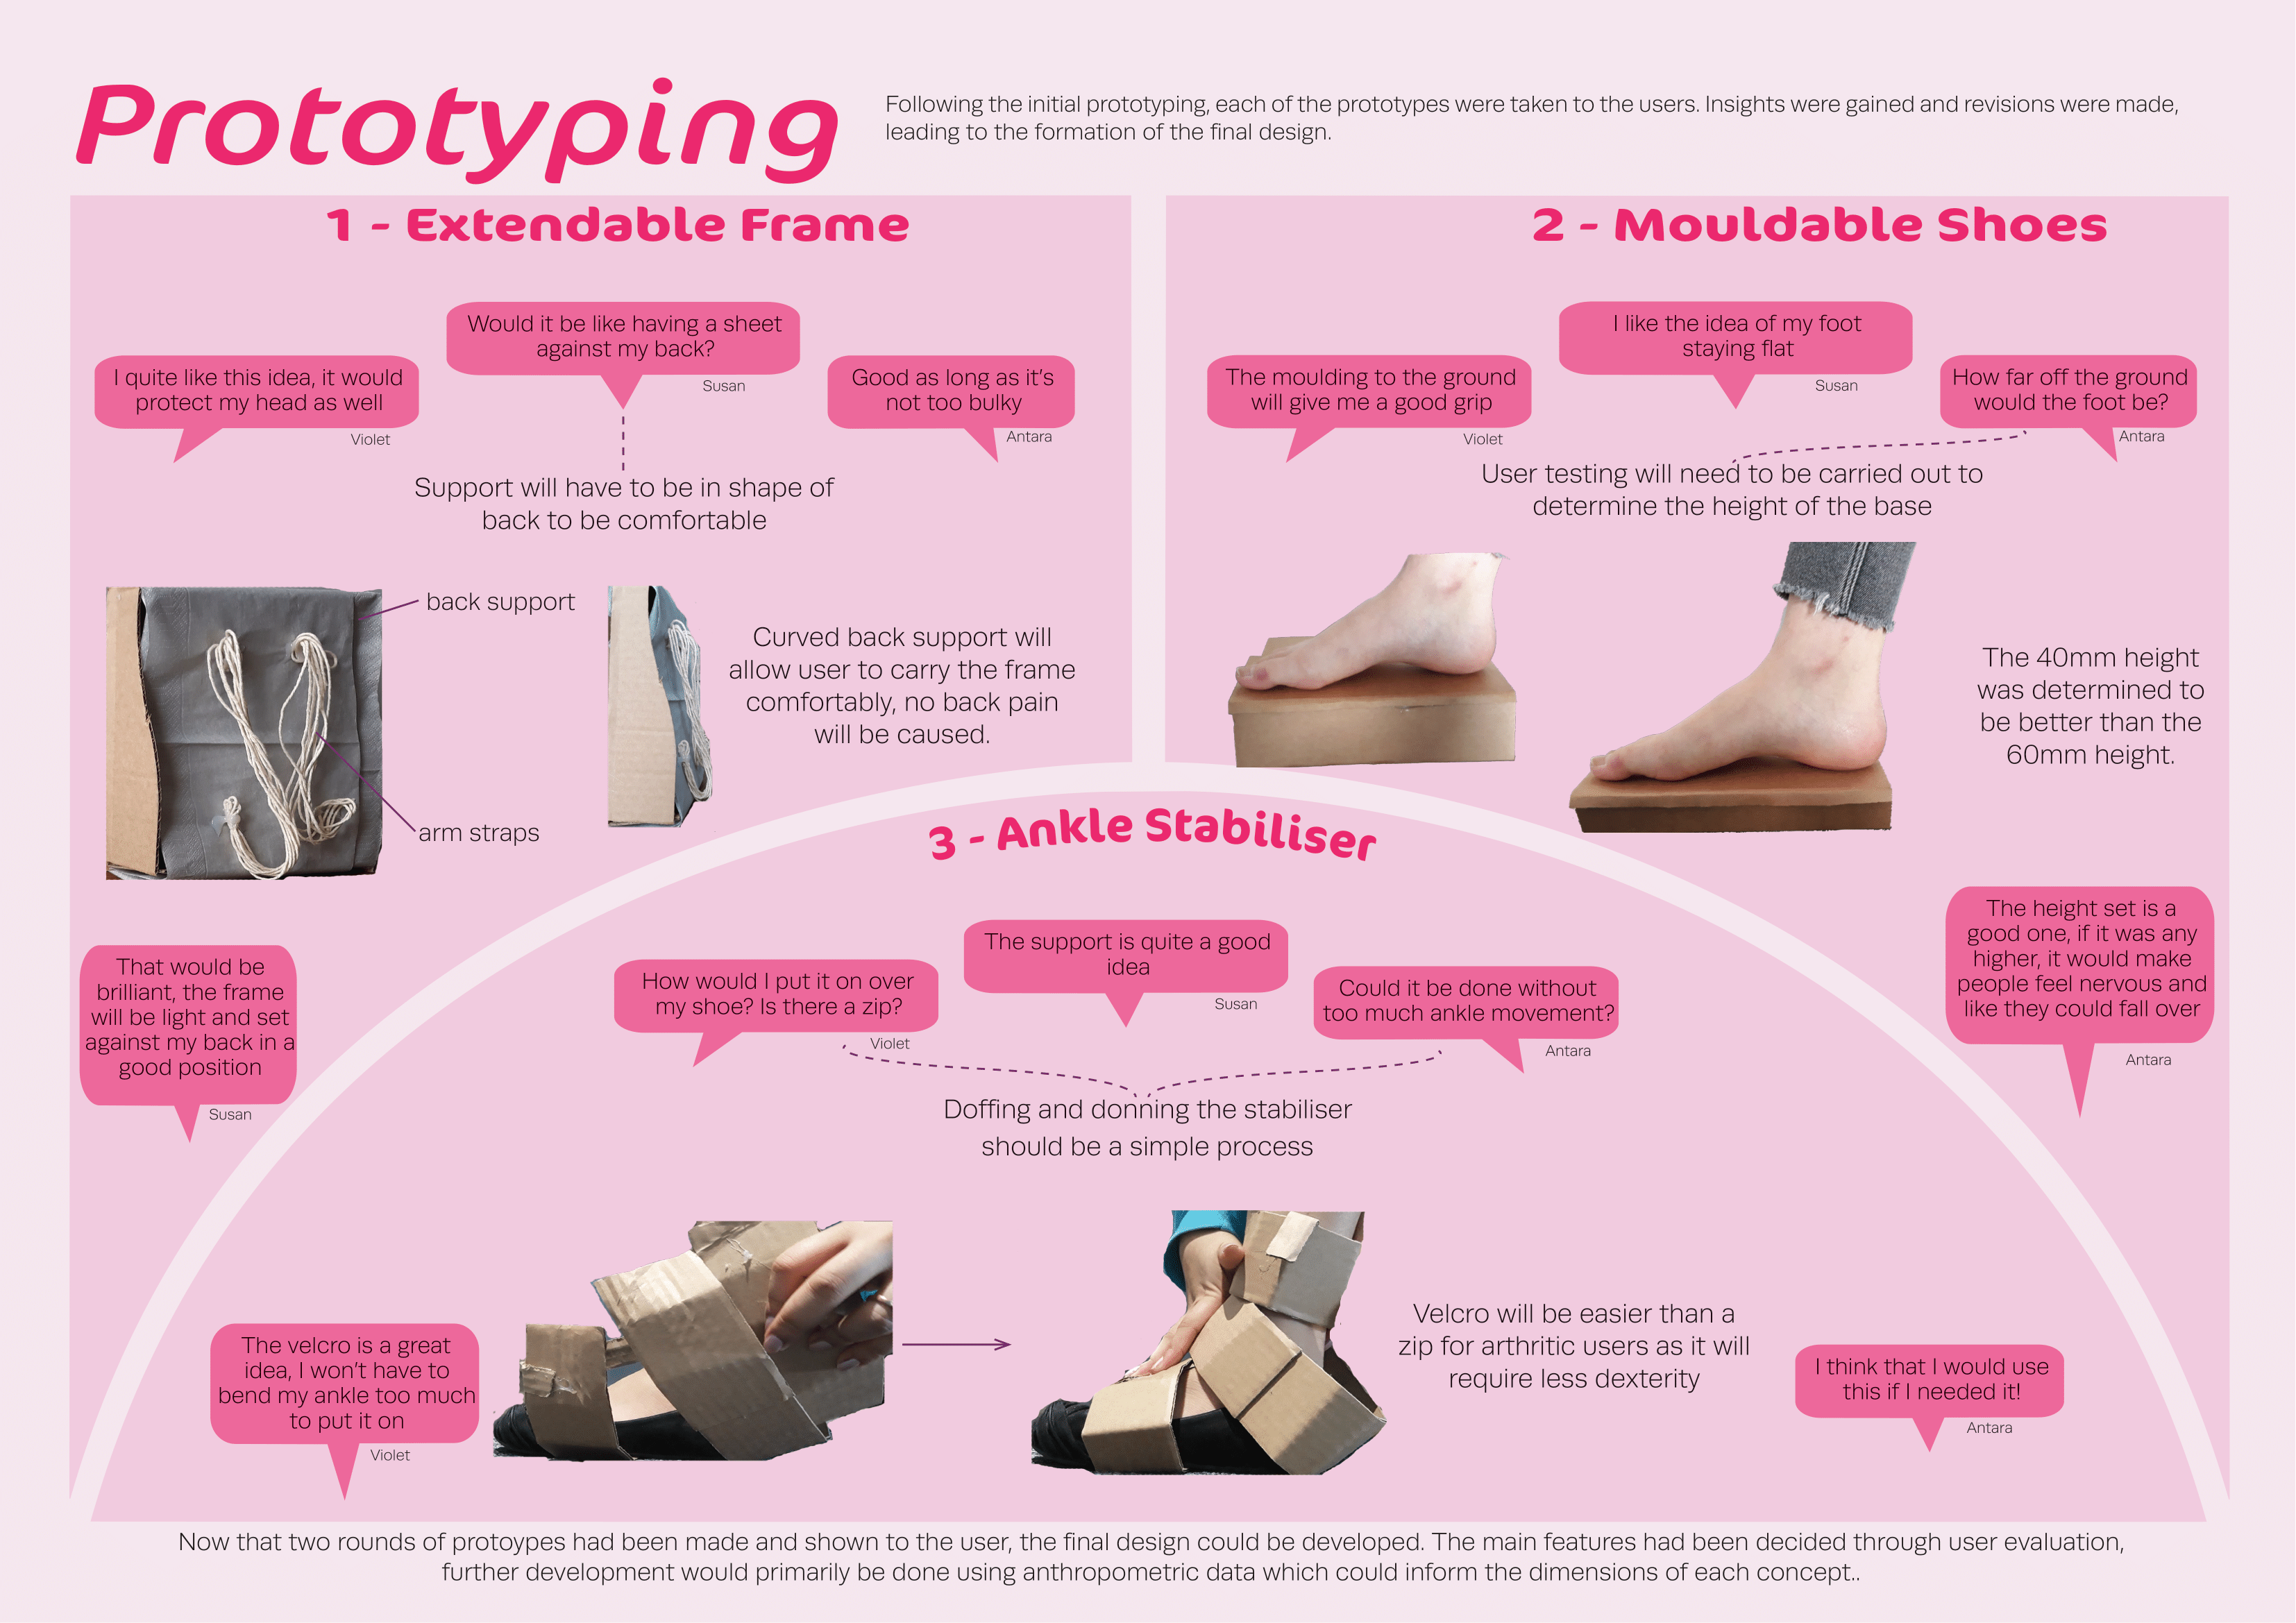 Prototyping
Following the initial prototyping, each of the prototypes were taken to the users. Insights were gained and revisions were made,
leading to the formation of the final design.
1 - Extendable Frame
I quite like this idea, it would
protect my head as well
Violet
Would it be like having a sheet
against my back?
Susan
Good as long as it's
not too bulky
Antara
Support will have to be in shape of
back to be comfortable
back support
arm straps
Curved back support will
allow user to carry the frame
comfortably, no back pain
will be caused.
That would be
brilliant, the frame
will be light and set
against my back in a
good position
Susan
2 - Mouldable Shoes
The moulding to the ground
will give me a good grip
Violet
I like the idea of my foot
staying flat
Susan
How far off the ground
would the foot be?
Antara
User testing will need to be carried out to
determine the height of the base
The 40mm height
was determined to
be better than the
60mm height.
The height set is a
good one, if it was any
higher, it would make
people feel nervous and
like they could fall over
Antara
3 - Ankle Stabiliser
How would I put it on over
my shoe? Is there a zip?
Violet
The support is quite a good
idea
Susan
Could it be done without
too much ankle movement?
Antara
Doffing and donning the stabiliser
should be a simple process
The velcro is a great
idea, I won't have to
bend my ankle too much
to put it on
Violet
Velcro will be easier than a
zip for arthritic users as it will
require less dexterity
I think that I would use
this if I needed it!
Antara
Now that two rounds of protoypes had been made and shown to the user, the final design could be developed. The main features had been decided through user evaluation,
further development would primarily be done using anthropometric data which could inform the dimensions of each concept..